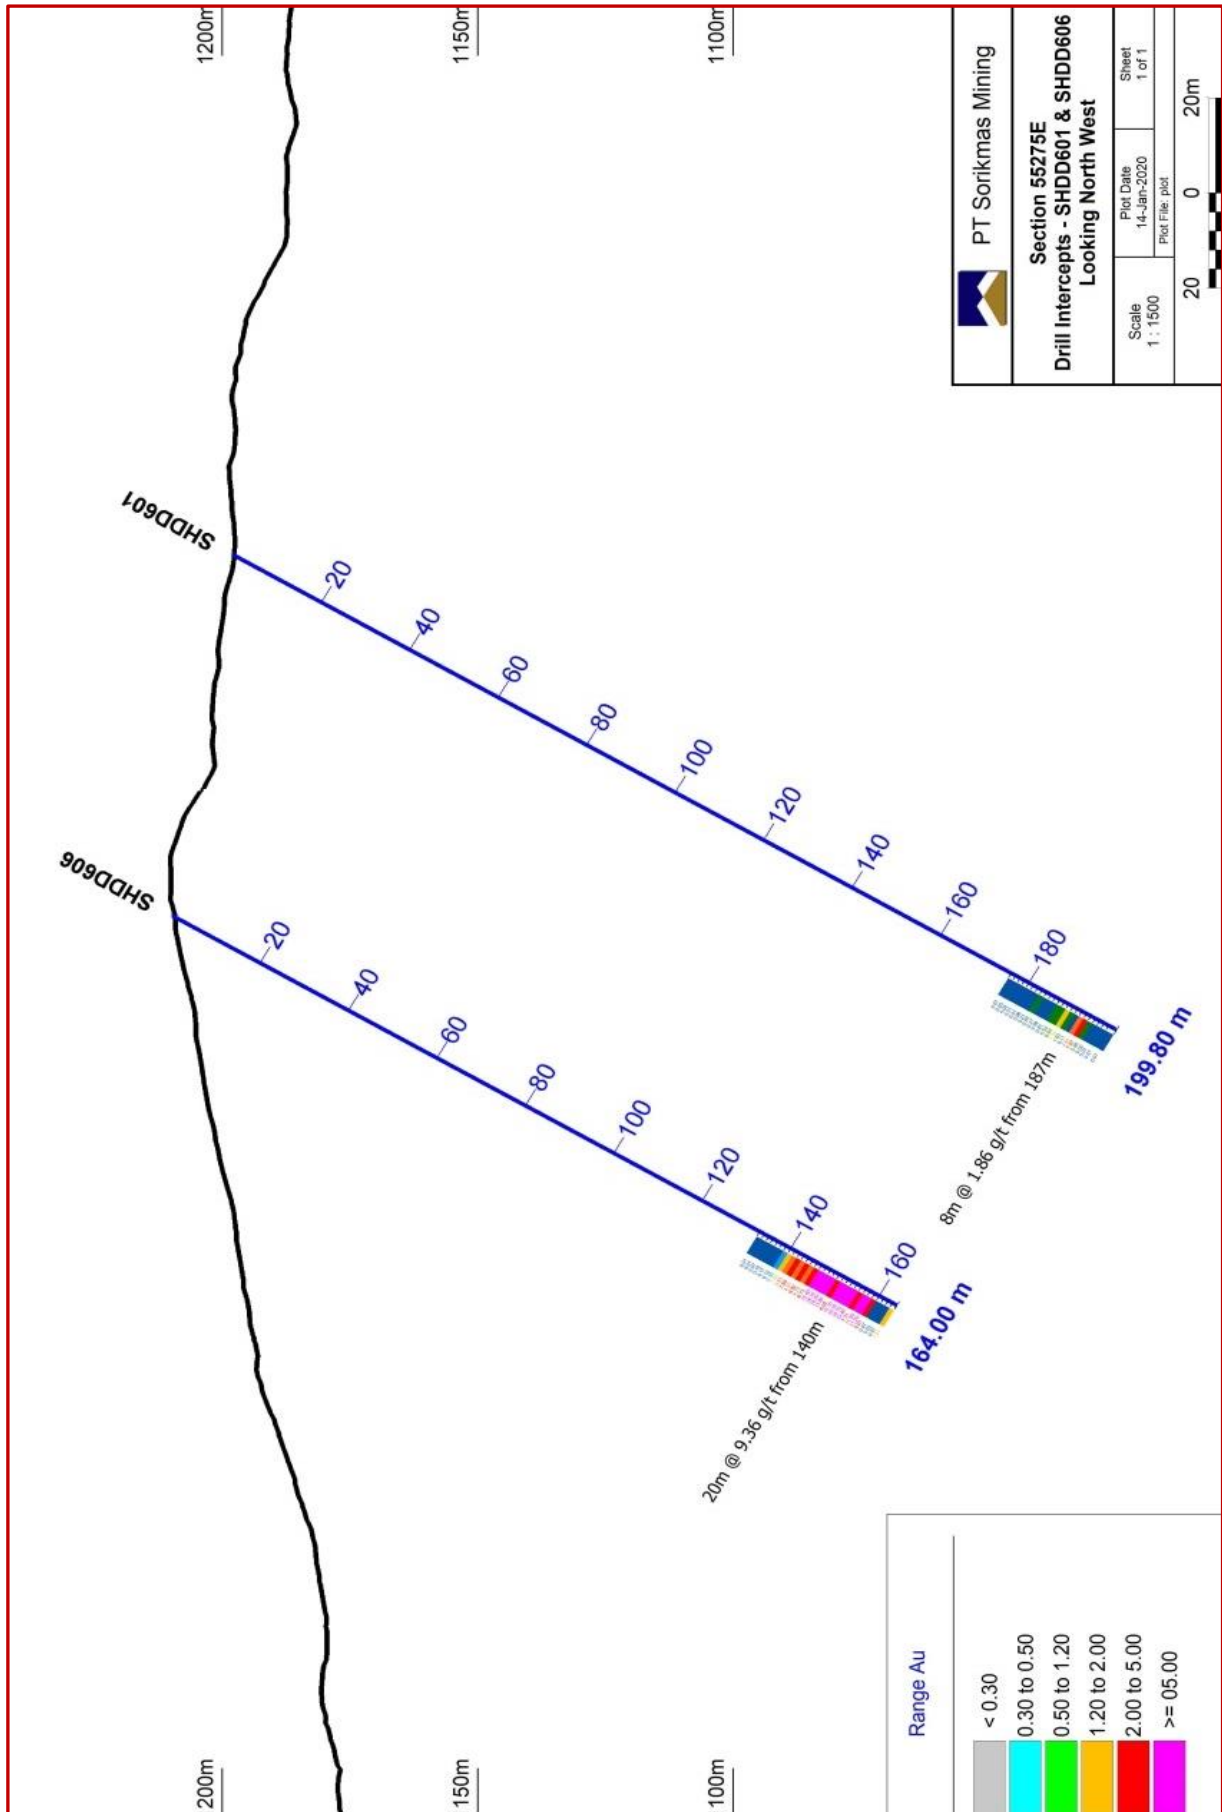 1200m
1150m
1100m
SHDD601
20
40
60
80
100
120
140
160
180
199.80 m
8m @ 1.86 g/t from 187m
SHDD606
20
40
60
80
100
120
140
160
164.00 m
20m @ 9.36 g/t from 140m
200m
150m
100m
Range Au
< 0.30
0.30 to 0.50
0.50 to 1.20
1.20 to 2.00
2.00 to 5.00
>= 05.00
PT Sorikmas Mining
Section 55275E
Drill Intercepts - SHDD601 & SHDD606
Looking North West
Scale
1 : 1500
Plot Date
14-Jan-2020
Sheet
1 of 1
Plot File: plot
20 0 20m